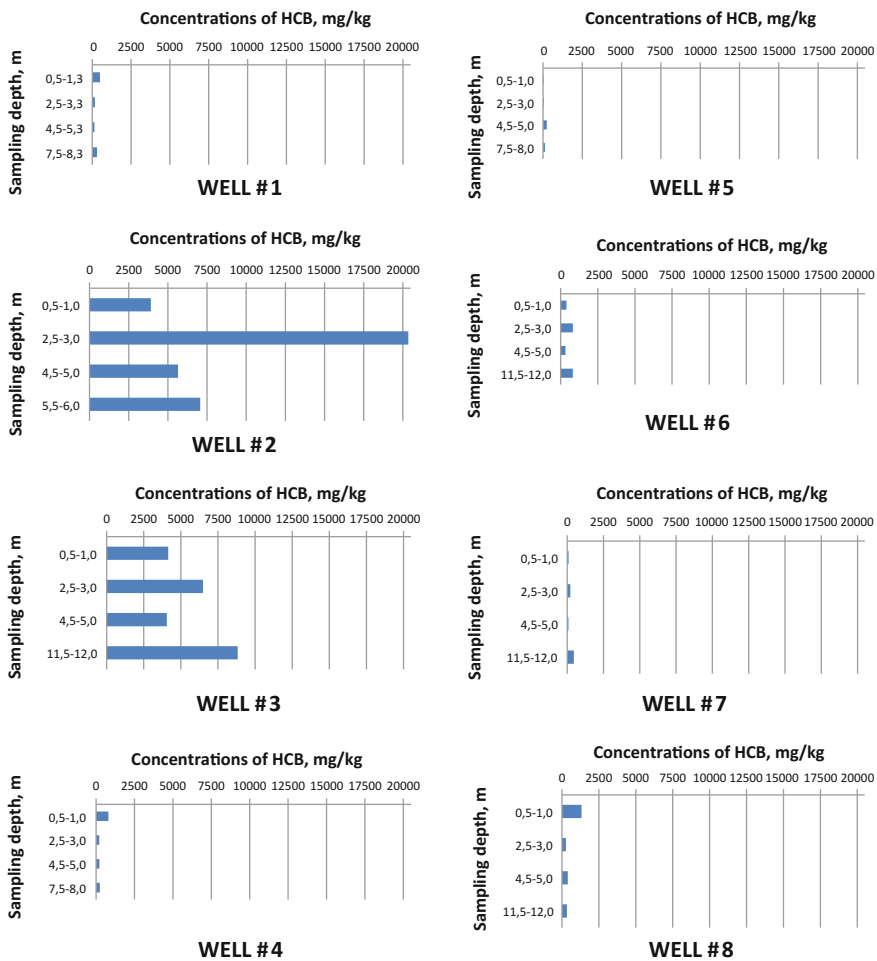 Concentrations of HCB, mg/kg
0 2500 5000 7500 10000 12500 15000 17500 20000
Sampling depth, m
0,5-1,3
2,5-3,3
4,5-5,3
7,5-8,3
WELL #1
Concentrations of HCB, mg/kg
0 2500 5000 7500 10000 12500 15000 17500 20000
Sampling depth, m
0,5-1,0
2,5-3,0
4,5-5,0
7,5-8,0
WELL #5
Concentrations of HCB, mg/kg
0 2500 5000 7500 10000 12500 15000 17500 20000
Sampling depth, m
0,5-1,0
2,5-3,0
4,5-5,0
5,5-6,0
WELL #2
Concentrations of HCB, mg/kg
0 2500 5000 7500 10000 12500 15000 17500 20000
Sampling depth, m
0,5-1,0
2,5-3,0
4,5-5,0
11,5-12,0
WELL #6
Concentrations of HCB, mg/kg
0 2500 5000 7500 10000 12500 15000 17500 20000
Sampling depth, m
0,5-1,0
2,5-3,0
4,5-5,0
11,5-12,0
WELL #3
Concentrations of HCB, mg/kg
0 2500 5000 7500 10000 12500 15000 17500 20000
Sampling depth, m
0,5-1,0
2,5-3,0
4,5-5,0
11,5-12,0
WELL #7
Concentrations of HCB, mg/kg
0 2500 5000 7500 10000 12500 15000 17500 20000
Sampling depth, m
0,5-1,0
2,5-3,0
4,5-5,0
7,5-8,0
WELL #4
Concentrations of HCB, mg/kg
0 2500 5000 7500 10000 12500 15000 17500 20000
Sampling depth, m
0,5-1,0
2,5-3,0
4,5-5,0
11,5-12,0
WELL #8